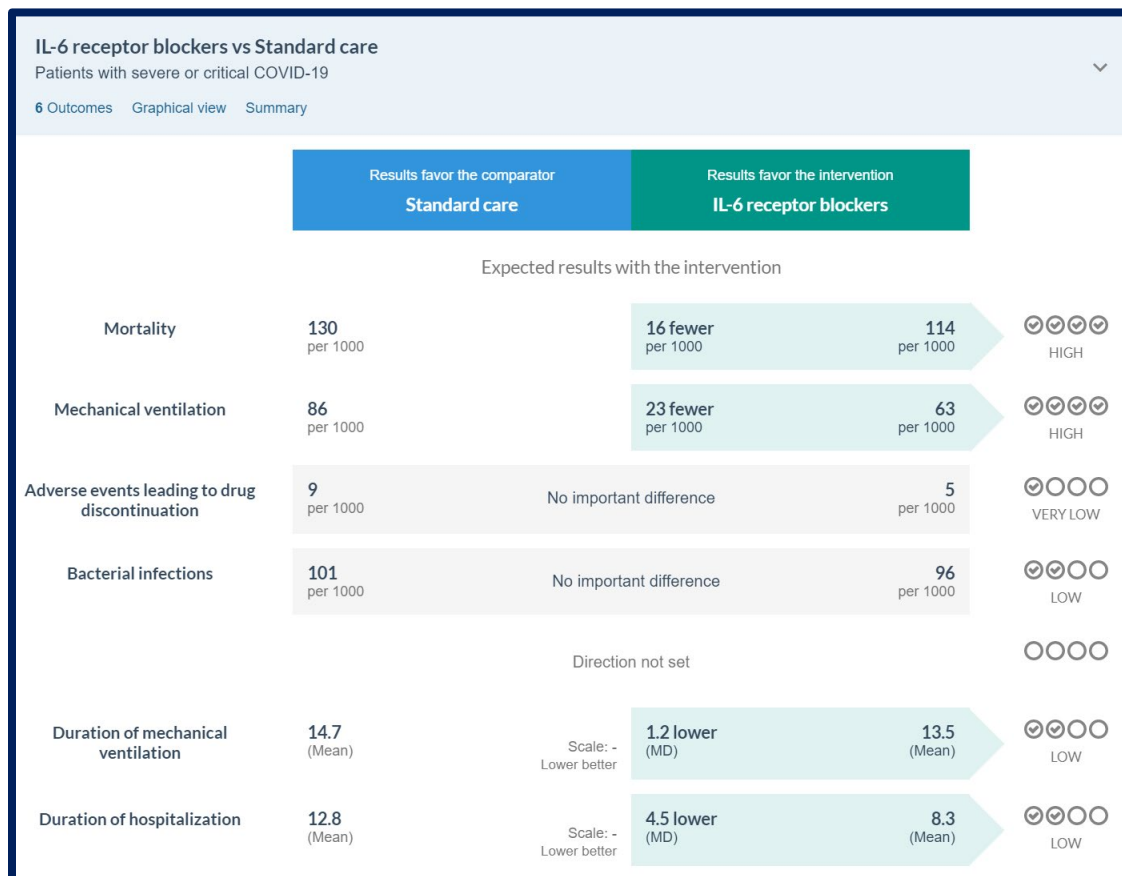 IL-6 receptor blockers vs Standard care
Patients with severe or critical COVID-19
6 Outcomes Graphical view Summary
Results favor the comparator
Standard care
Results favor the intervention
IL-6 receptor blockers
Expected results with the intervention
Mortality
130
per 1000
16 fewer
per 1000
114
per 1000
HIGH
Mechanical ventilation
86
per 1000
23 fewer
per 1000
63
per 1000
HIGH
Adverse events leading to drug
discontinuation
9
per 1000
No important difference
5
per 1000
VERY LOW
Bacterial infections
101
per 1000
No important difference
96
per 1000
LOW
Direction not set
Duration of mechanical
ventilation
14.7
(Mean)
Scale: -
Lower better
1.2 lower
(MD)
13.5
(Mean)
LOW
Duration of hospitalization
12.8
(Mean)
Scale: -
Lower better
4.5 lower
(MD)
8.3
(Mean)
LOW